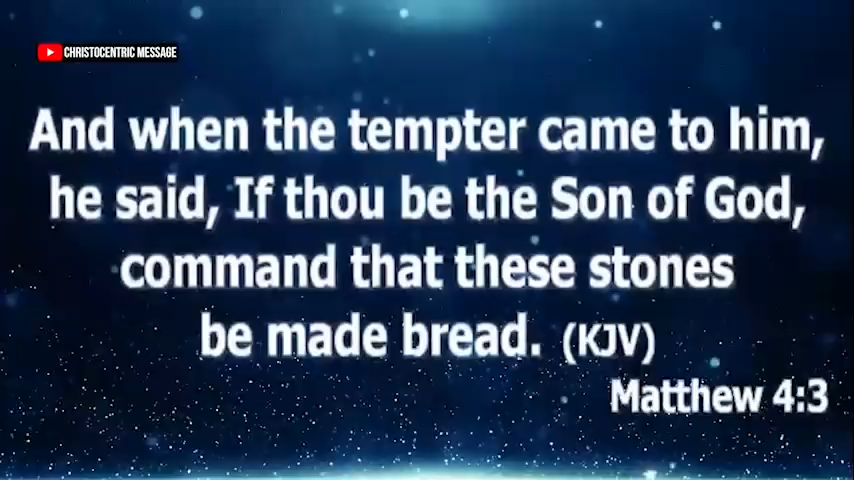 CHRISTOCENTRIC MESSAGE
And when the tempter came to him,
he said, If thou be the Son of God,
command that these stones
be made bread. (KJV)
Matthew 4:3